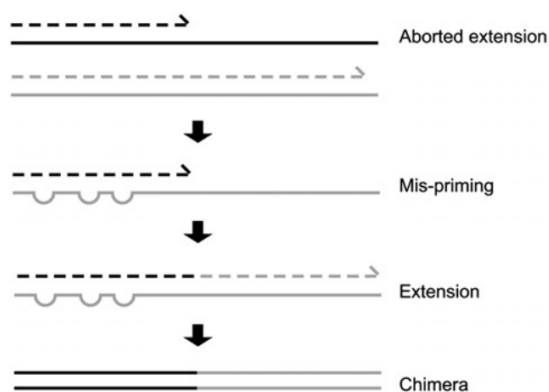 Aborted extension
Mis-priming
Extension
Chimera